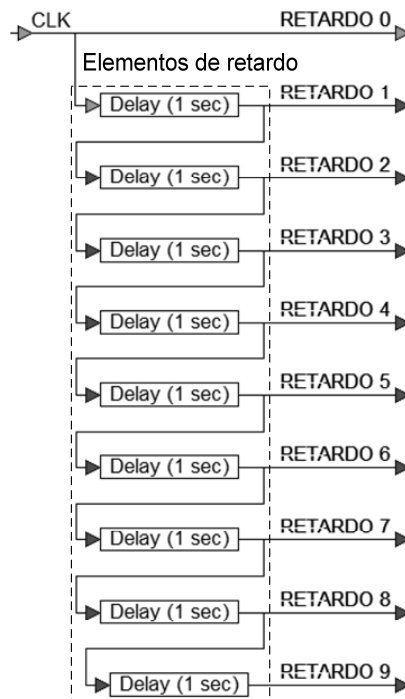 CLK RETARDO 0
Elementos de retardo
Delay (1 sec) RETARDO 1
Delay (1 sec) RETARDO 2
Delay (1 sec) RETARDO 3
Delay (1 sec) RETARDO 4
Delay (1 sec) RETARDO 5
Delay (1 sec) RETARDO 6
Delay (1 sec) RETARDO 7
Delay (1 sec) RETARDO 8
Delay (1 sec) RETARDO 9